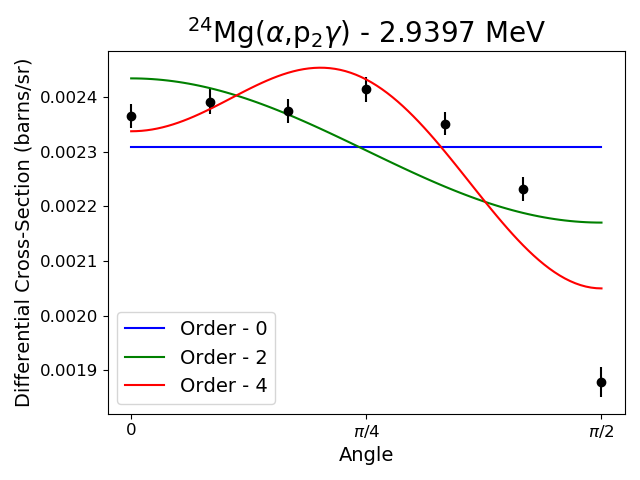 ²⁴Mg(α,p₂γ) - 2.9397 MeV
Differential Cross-Section (barns/sr)
0.0024
0.0023
0.0022
0.0021
0.0020
0.0019
Order - 0
Order - 2
Order - 4
0 π/4 π/2
Angle